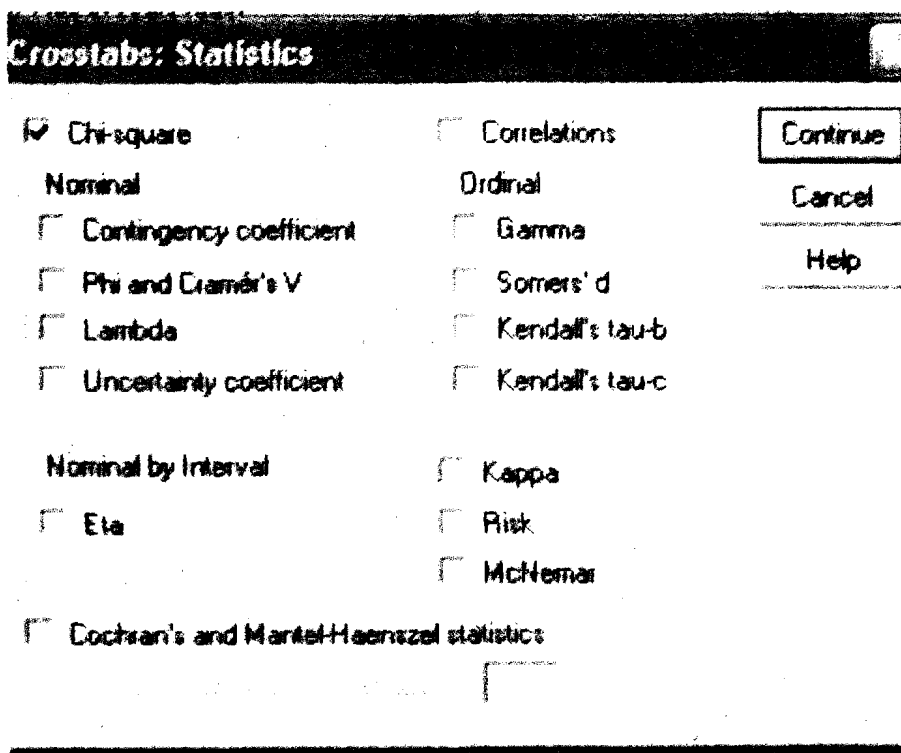 Crosstabs: Statistics
Chi-square
Correlations
Continue
Nominal
Ordinal
Cancel
Contingency coefficient
Gamma
Help
Phi and Cramér's V
Somers' d
Lambda
Kendall's tau-b
Uncertainty coefficient
Kendall's tau-c
Nominal by Interval
Kappa
Eta
Risk
McNemar
Cochran's and Mantel-Haenszel statistics